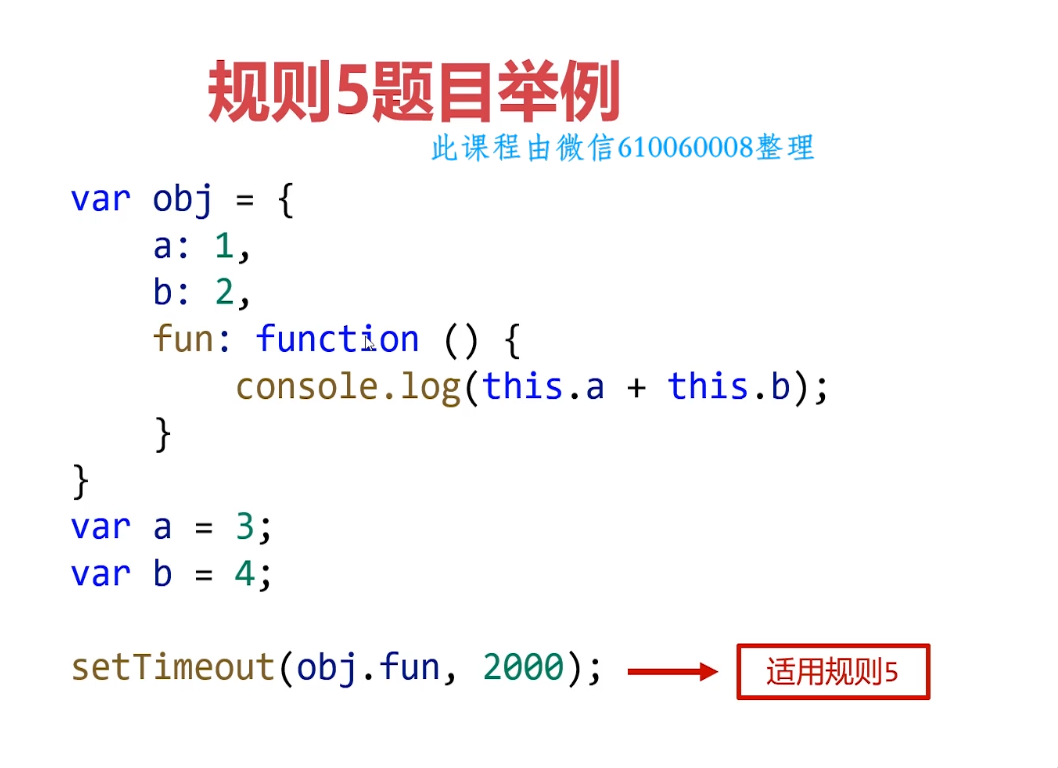 规则5题目举例
此课程由微信610060008整理
var obj = {
    a: 1,
    b: 2,
    fun: function () {
        console.log(this.a + this.b);
    }
}
var a = 3;
var b = 4;
setTimeout(obj.fun, 2000);
适用规则5